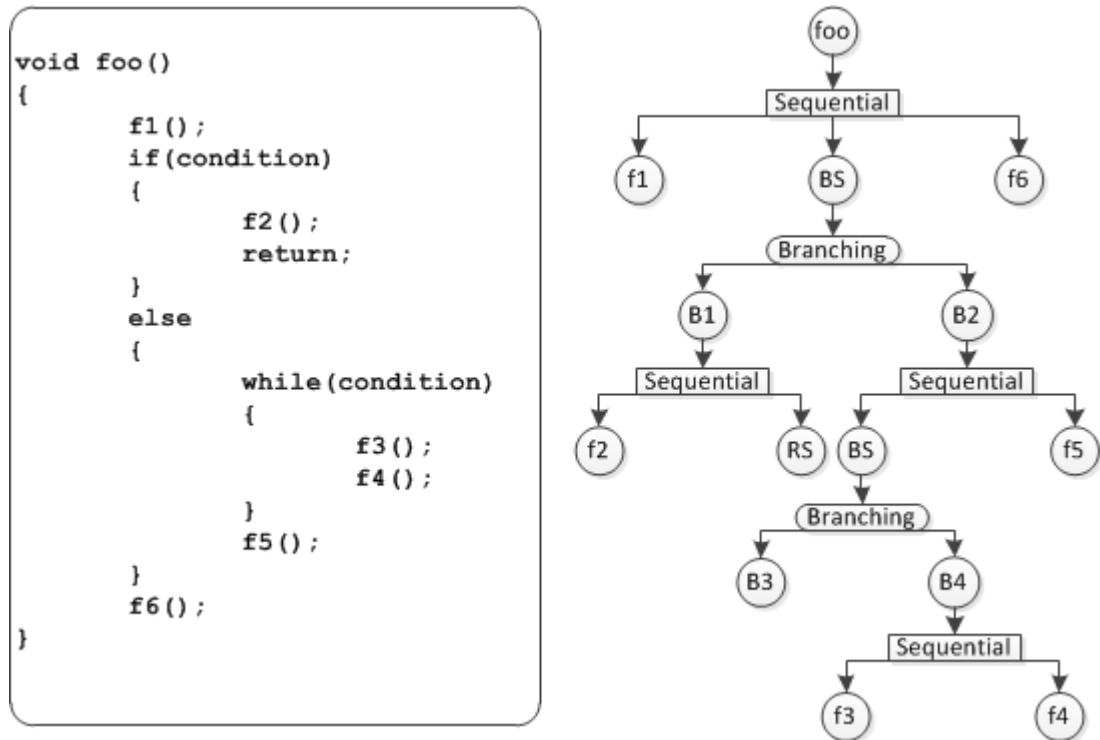 void foo()
{
f1();
if(condition)
{
f2();
return;
}
else
{
while(condition)
{
f3();
f4();
}
f5();
}
f6();
}
foo
Sequential
f1 BS f6
Branching
B1 B2
Sequential Sequential
f2 RS BS f5
Branching
B3 B4
Sequential
f3 f4